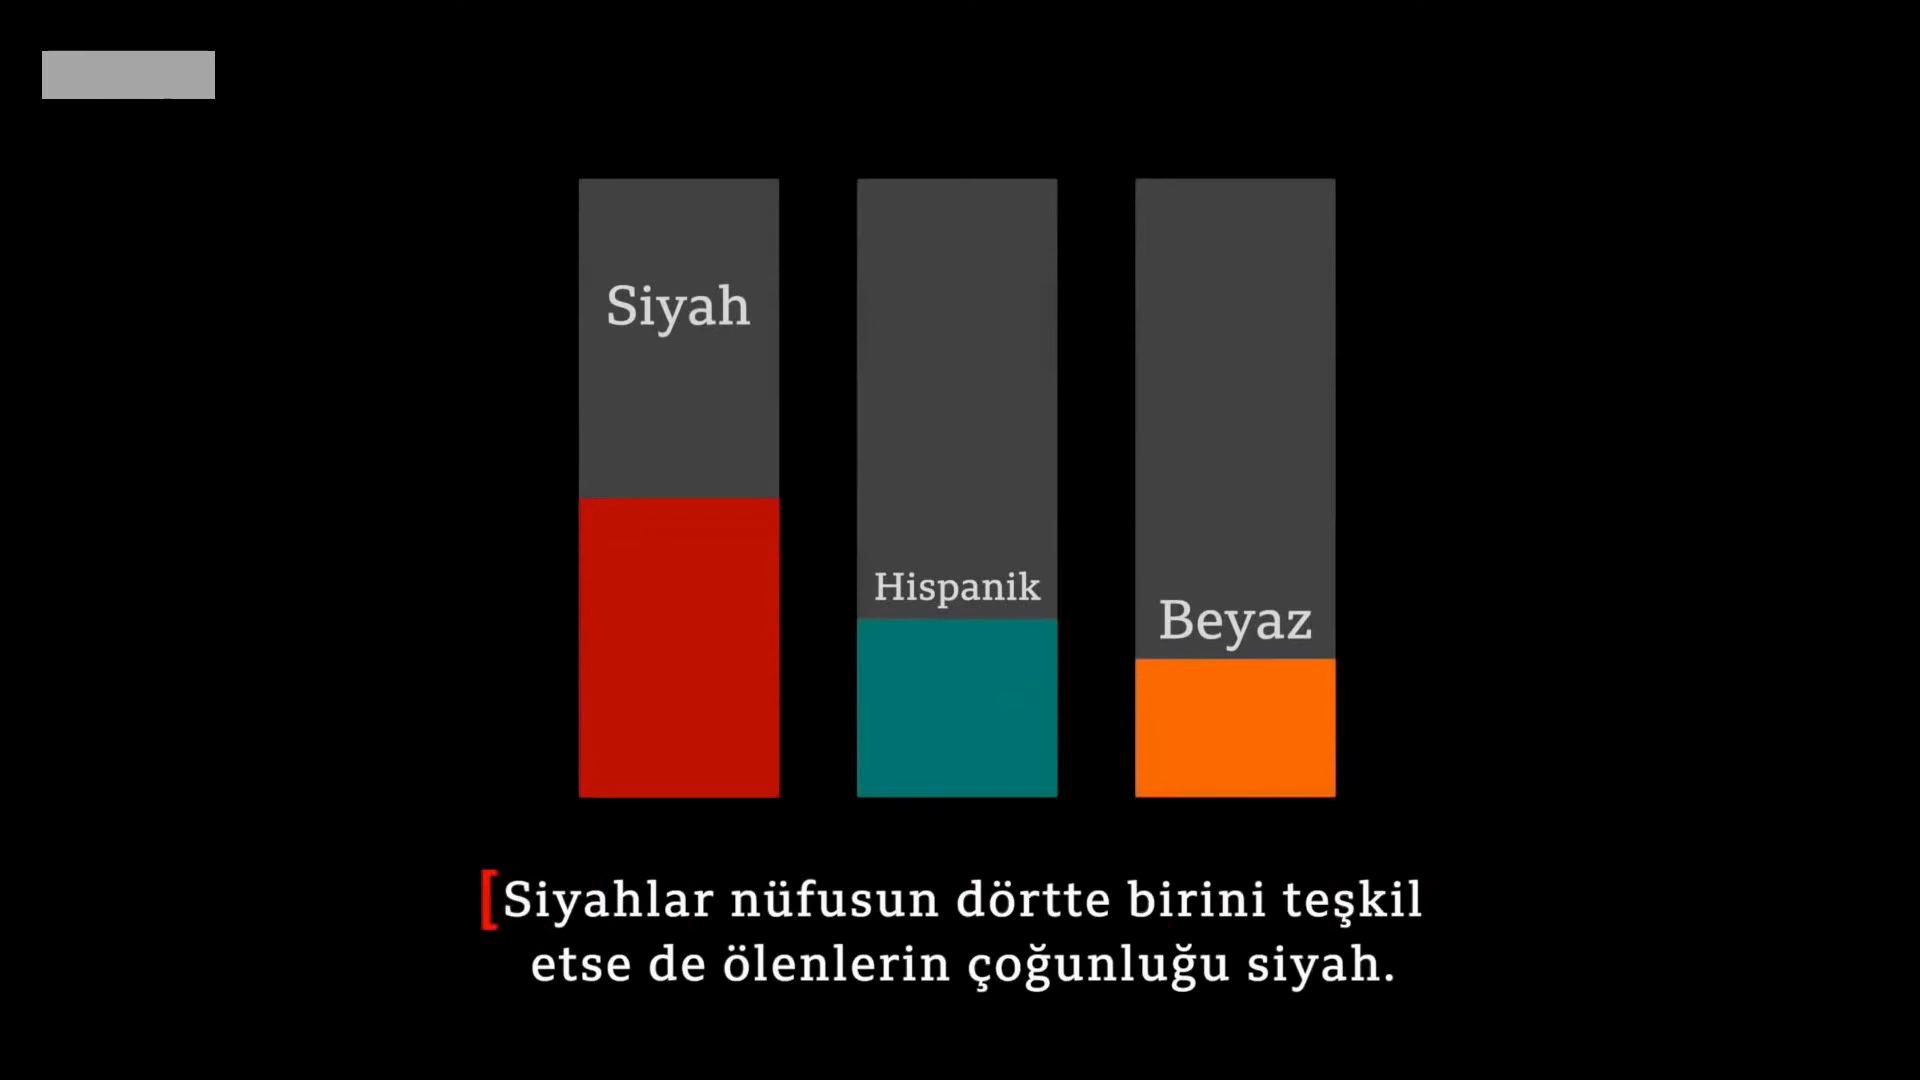 Siyah
Hispanik
Beyaz
[Siyahlar nüfusun dörtte birini teşkil
etse de ölenlerin çoğunluğu siyah.